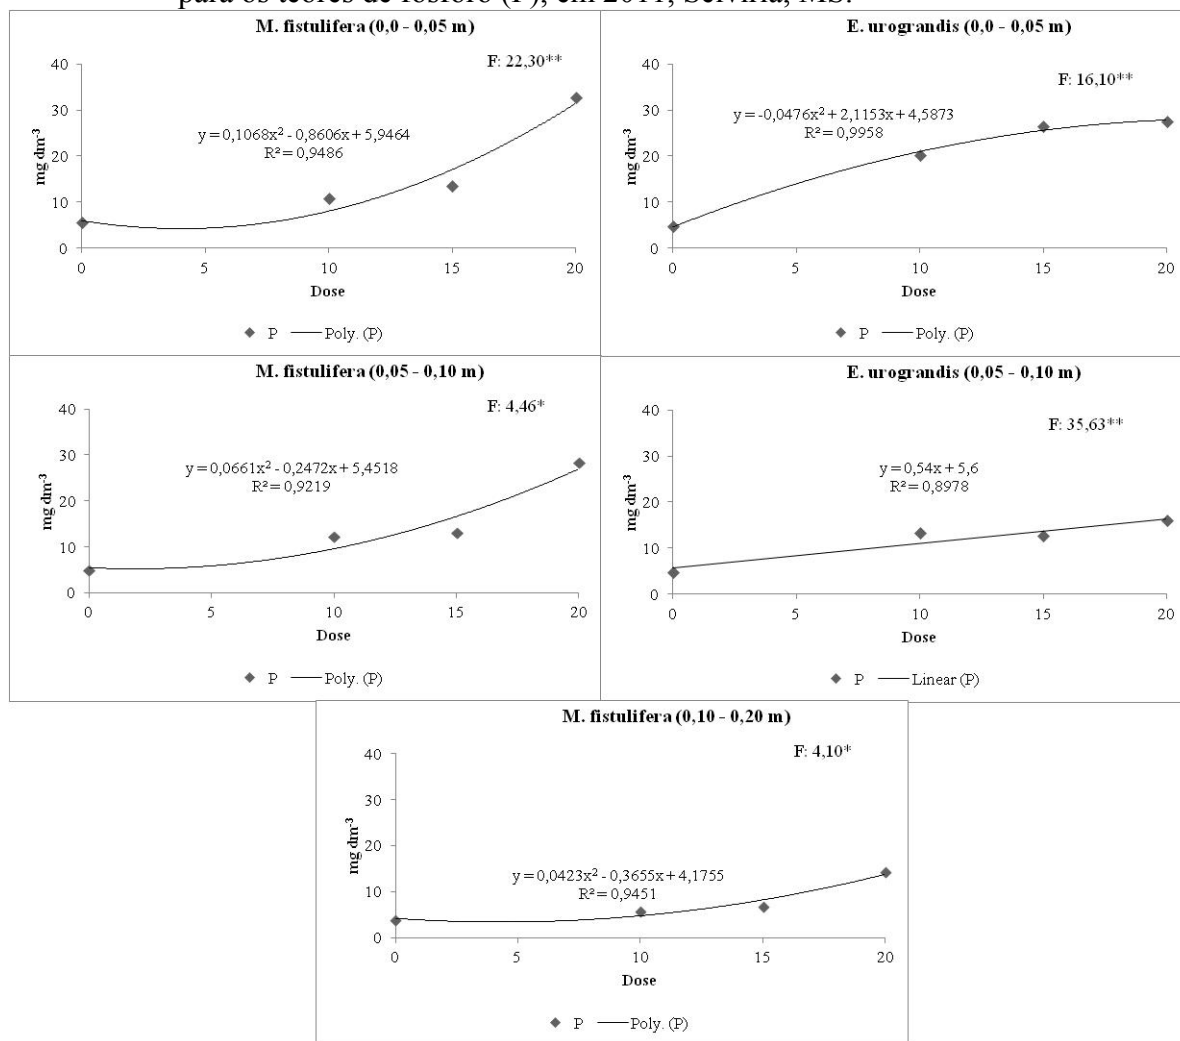 para os teores de fósforo (P), em 2011, Selvíria, MS.
M. fistulifera (0,0 - 0,05 m)
F: 22,30**
y = 0,1068x² - 0,8606x + 5,9464
R² = 0,9486
mg dm⁻³
40
30
20
10
0
0 5 10 15 20
Dose
P Poly. (P)
E. urograndis (0,0 - 0,05 m)
F: 16,10**
y = -0,0476x² + 2,1153x + 4,5873
R² = 0,9958
mg dm⁻³
40
30
20
10
0
0 5 10 15 20
Dose
P Poly. (P)
M. fistulifera (0,05 - 0,10 m)
F: 4,46*
y = 0,0661x² - 0,2472x + 5,4518
R² = 0,9219
mg dm⁻³
40
30
20
10
0
0 5 10 15 20
Dose
P Poly. (P)
E. urograndis (0,05 - 0,10 m)
F: 35,63**
y = 0,54x + 5,6
R² = 0,8978
mg dm⁻³
40
30
20
10
0
0 5 10 15 20
Dose
P Linear (P)
M. fistulifera (0,10 - 0,20 m)
F: 4,10*
y = 0,0423x² - 0,3655x + 4,1755
R² = 0,9451
mg dm⁻³
40
30
20
10
0
0 5 10 15 20
Dose
P Poly. (P)